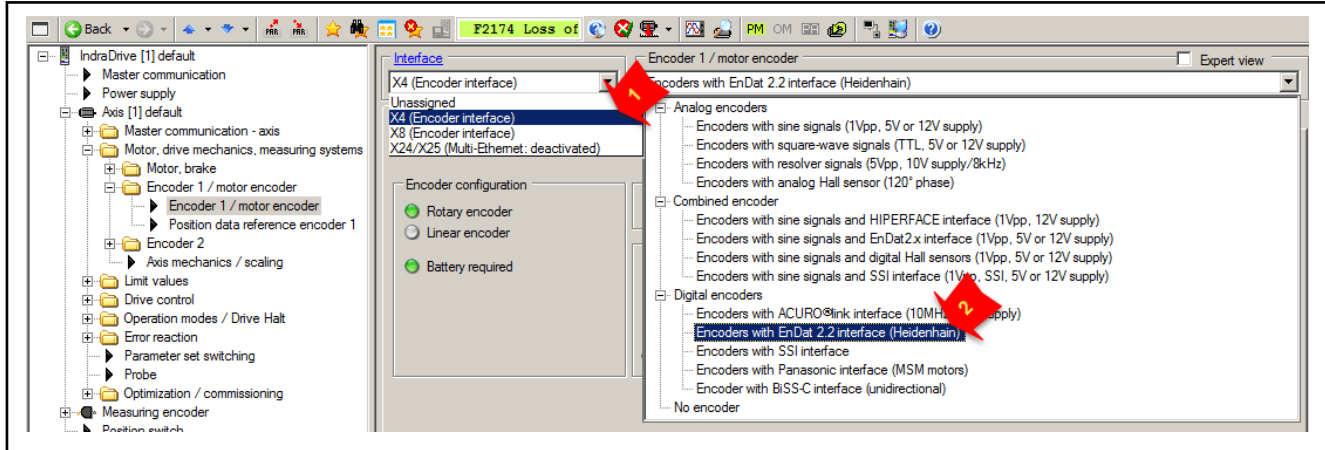 Back
PAR
PAR
F2174 Loss of
PM
OM
IndraDrive [1] default
Master communication
Power supply
Axis [1] default
Master communication - axis
Motor, drive mechanics, measuring systems
Motor, brake
Encoder 1 / motor encoder
Encoder 1 / motor encoder
Position data reference encoder 1
Encoder 2
Axis mechanics / scaling
Limit values
Drive control
Operation modes / Drive Halt
Error reaction
Parameter set switching
Probe
Optimization / commissioning
Measuring encoder
Position switch
Interface
X4 (Encoder interface)
Unassigned
X4 (Encoder interface)
X8 (Encoder interface)
X24/X25 (Multi-Ethernet: deactivated)
1
Encoder configuration
Rotary encoder
Linear encoder
Battery required
Encoder 1 / motor encoder
Expert view
Encoders with EnDat 2.2 interface (Heidenhain)
Analog encoders
Encoders with sine signals (1Vpp, 5V or 12V supply)
Encoders with square-wave signals (TTL, 5V or 12V supply)
Encoders with resolver signals (5Vpp, 10V supply/8kHz)
Encoders with analog Hall sensor (120° phase)
Combined encoder
Encoders with sine signals and HIPERFACE interface (1Vpp, 12V supply)
Encoders with sine signals and EnDat2.x interface (1Vpp, 5V or 12V supply)
Encoders with sine signals and digital Hall sensors (1Vpp, 5V or 12V supply)
Encoders with sine signals and SSI interface (1Vpp, SSI, 5V or 12V supply)
Digital encoders
Encoders with ACURO®link interface (10MH supply)
2
Encoders with EnDat 2.2 interface (Heidenhain)
Encoders with SSI interface
Encoders with Panasonic interface (MSM motors)
Encoder with BiSS-C interface (unidirectional)
No encoder